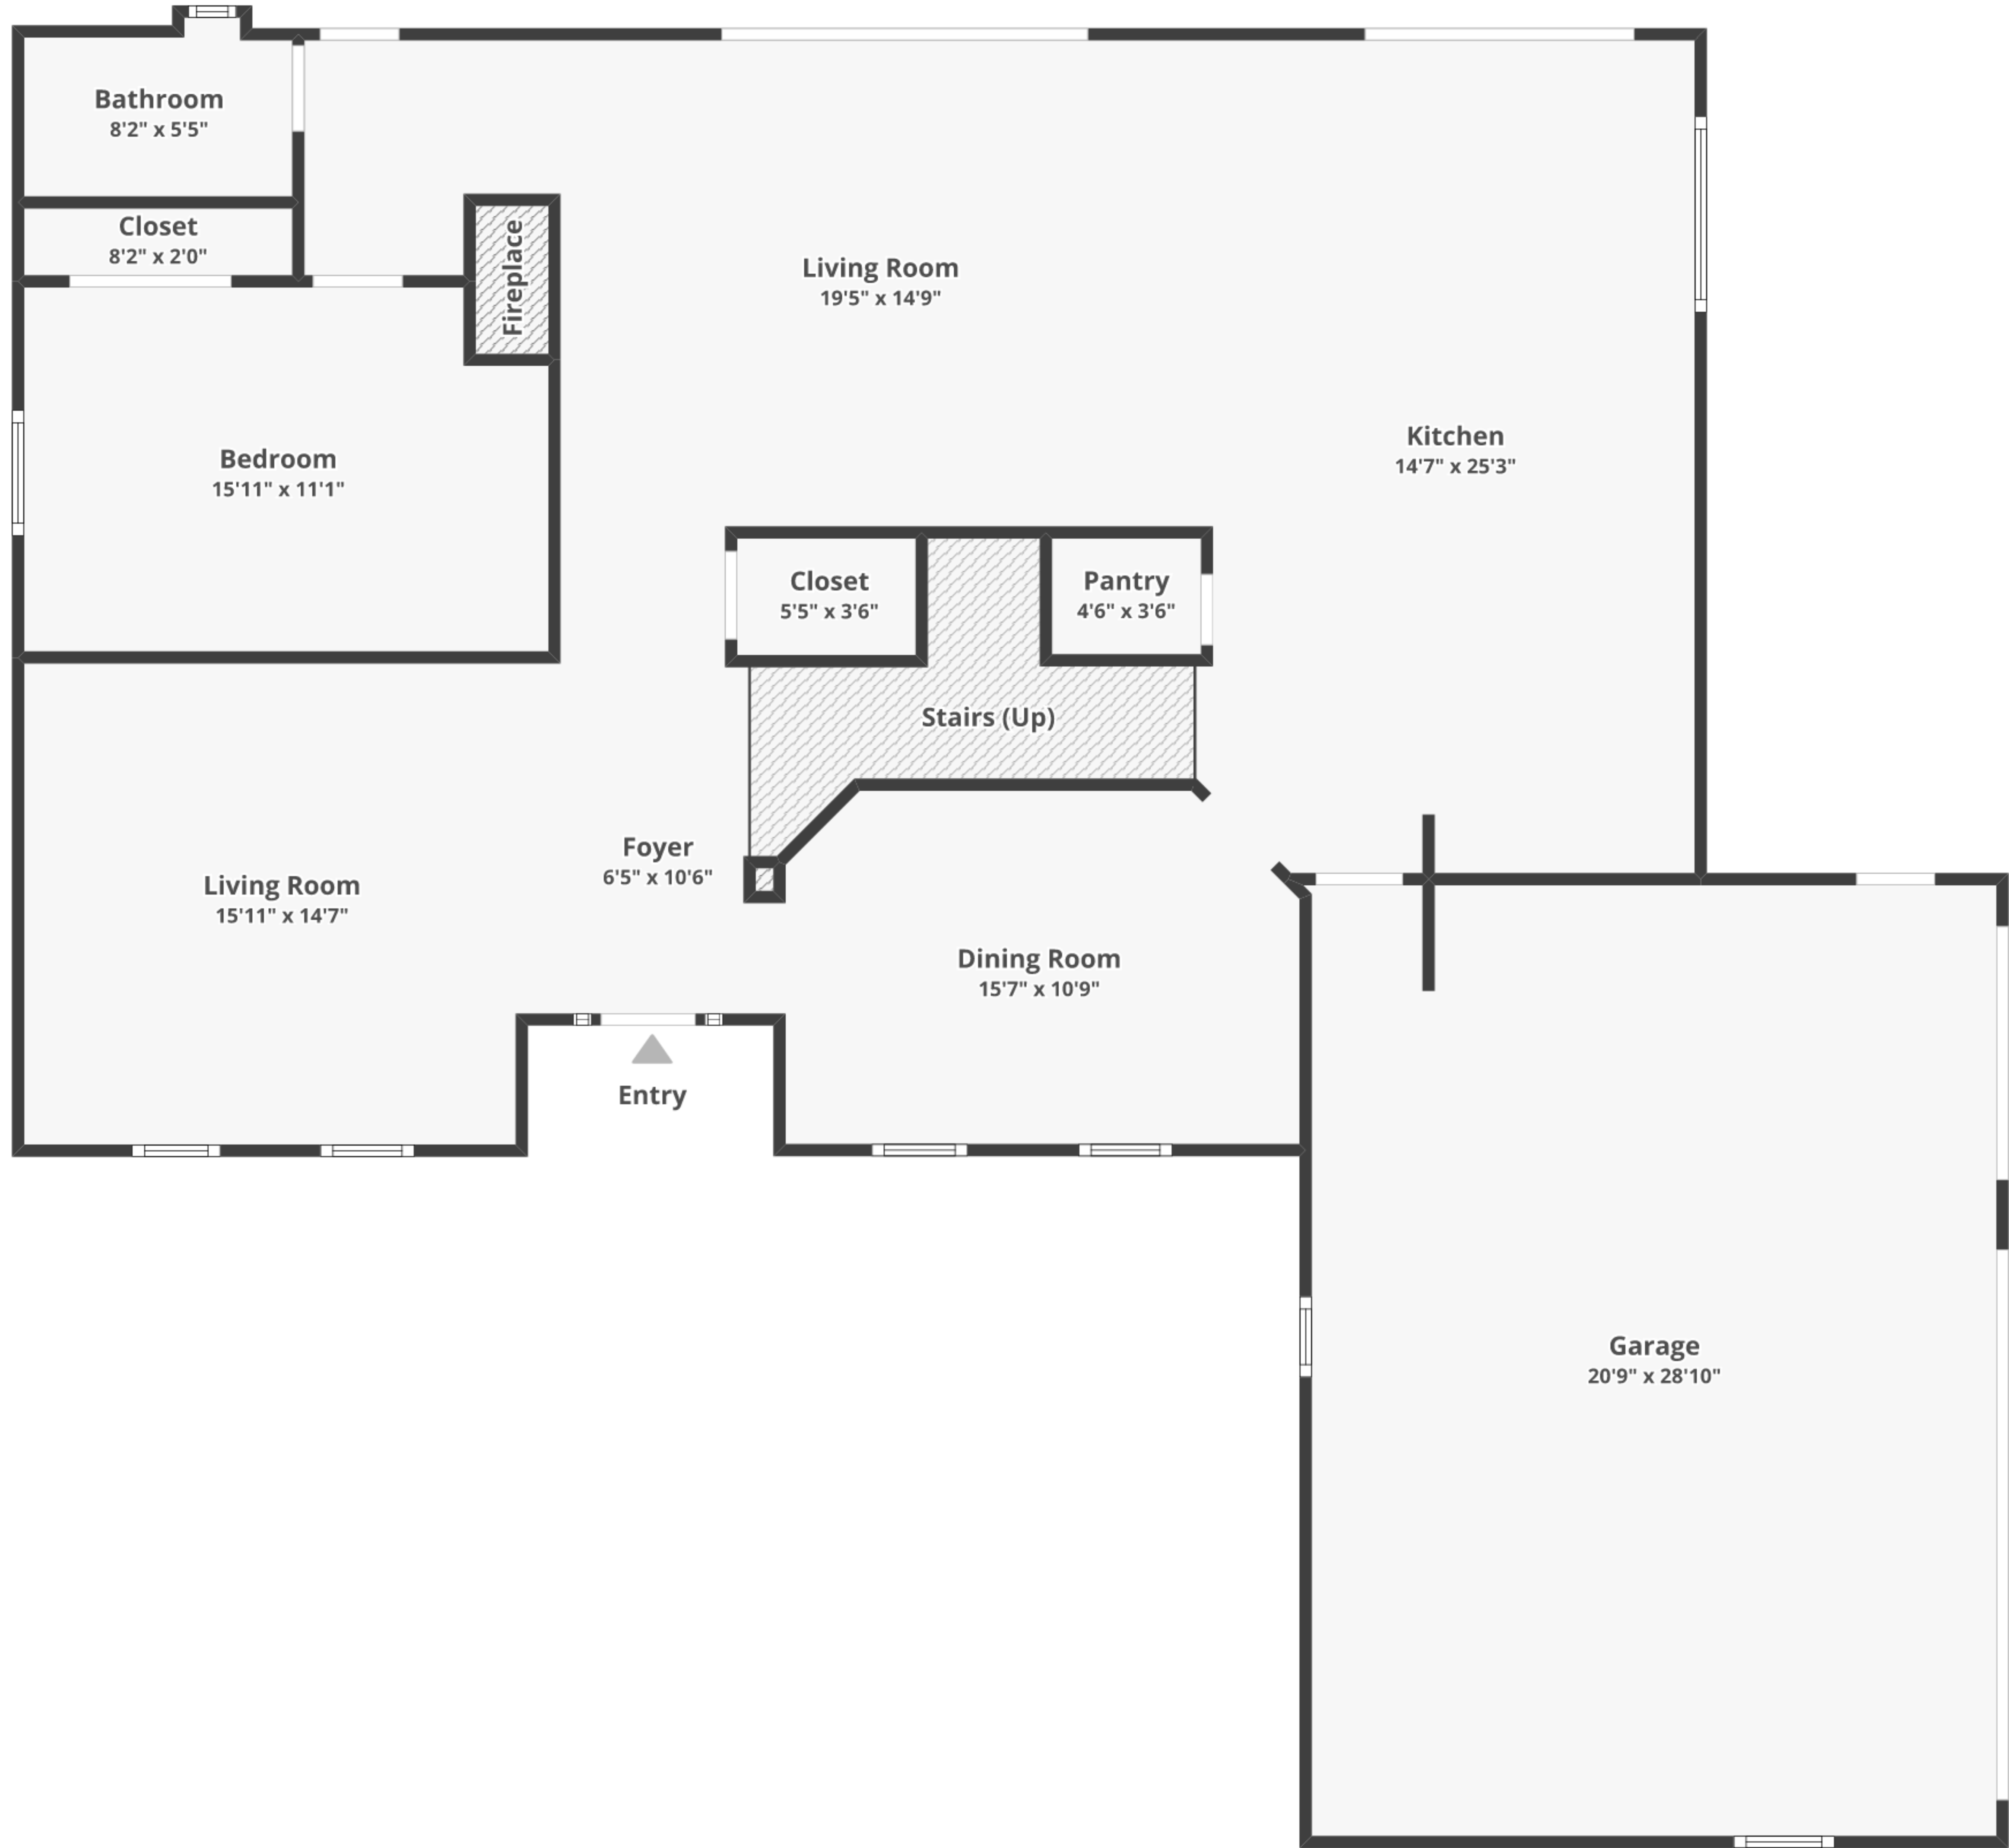 Bathroom
8'2" x 5'5"
Closet
8'2" x 2'0"
Fireplace
Living Room
19'5" x 14'9"
Kitchen
14'7" x 25'3"
Bedroom
15'11" x 11'1"
Closet
5'5" x 3'6"
Pantry
4'6" x 3'6"
Stairs (Up)
Foyer
6'5" x 10'6"
Living Room
15'11" x 14'7"
Dining Room
15'7" x 10'9"
Entry
Garage
20'9" x 28'10"